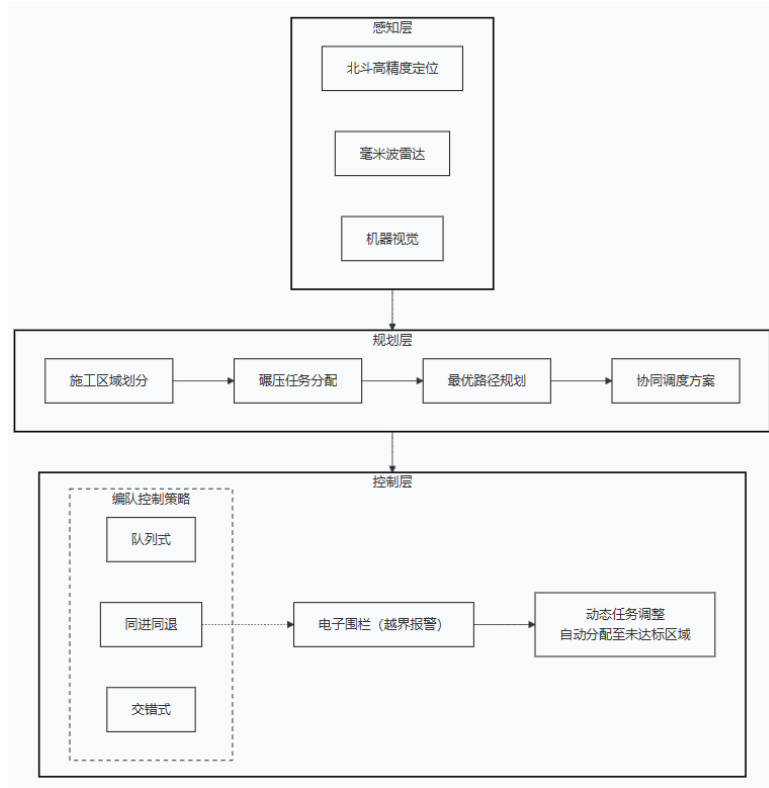 感知层
北斗高精度定位
毫米波雷达
机器视觉
规划层
施工区域划分
碾压任务分配
最优路径规划
协同调度方案
控制层
编队控制策略
队列式
同进同退
交错式
电子围栏（越界报警）
动态任务调整
自动分配至未达标区域